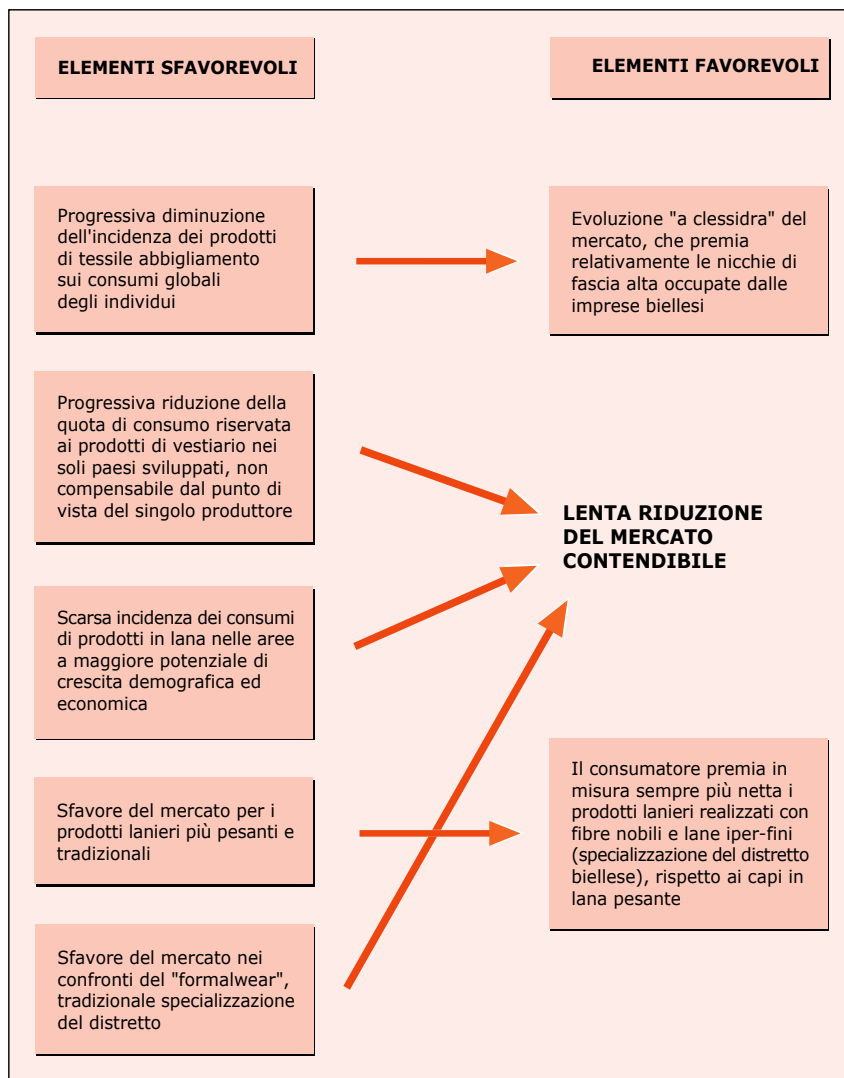 ELEMENTI SFAVOREVOLI
ELEMENTI FAVOREVOLI
Progressiva diminuzione
dell'incidenza dei prodotti
di tessile abbigliamento
sui consumi globali
degli individui
Evoluzione "a clessidra" del
mercato, che premia
relativamente le nicchie di
fascia alta occupate dalle
imprese biellesi
Progressiva riduzione della
quota di consumo riservata
ai prodotti di vestiario nei
soli paesi sviluppati, non
compensabile dal punto di
vista del singolo produttore
LENTA RIDUZIONE
DEL MERCATO
CONTENDIBILE
Scarsa incidenza dei consumi
di prodotti in lana nelle aree
a maggiore potenziale di
crescita demografica ed
economica
Sfavore del mercato per i
prodotti lanieri più pesanti e
tradizionali
Il consumatore premia in
misura sempre più netta i
prodotti lanieri realizzati con
fibre nobili e lane iper-fini
(specializzazione del distretto
biellese), rispetto ai capi in
lana pesante
Sfavore del mercato nei
confronti del "formalwear",
tradizionale specializzazione
del distretto